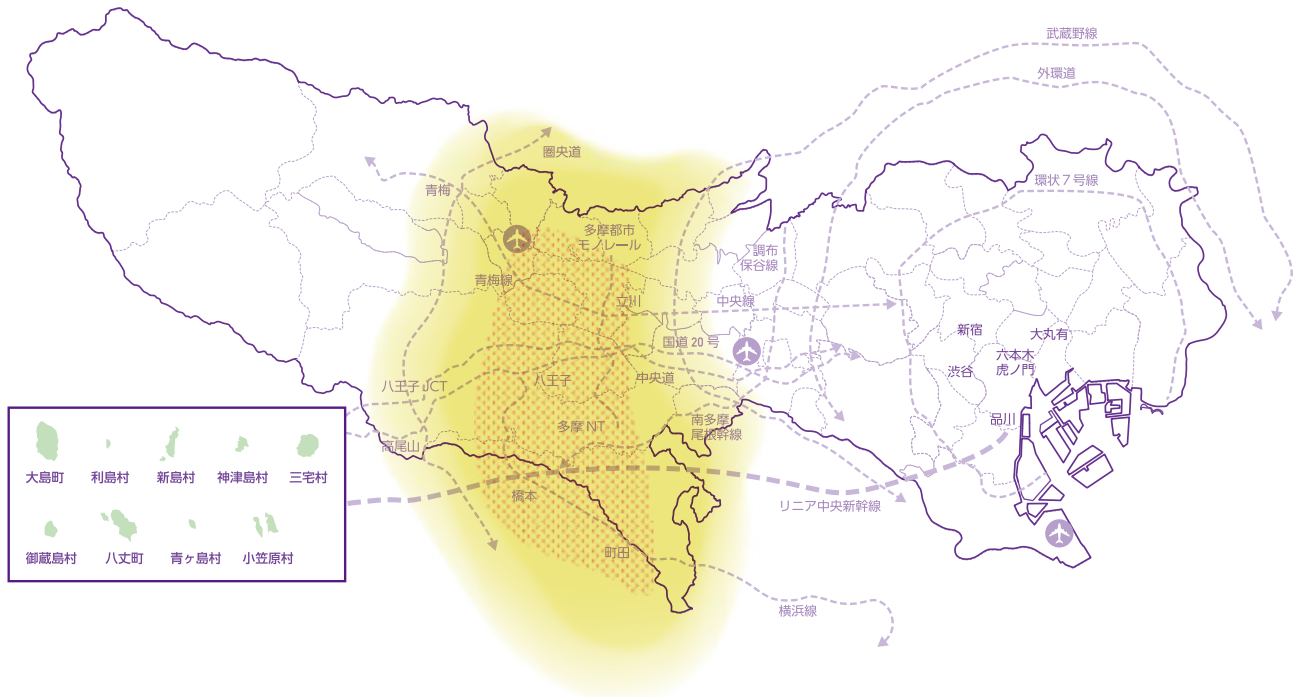 武蔵野線
外環道
圏央道
青梅
環状７号線
多摩都市
モノレール
調布
保谷線
青梅線
立川
中央線
新宿
大丸有
国道 20 号
六本木
虎ノ門
渋谷
八王子 JCT
八王子
中央道
品川
南多摩
尾根幹線
多摩 NT
高尾山
橋本
リニア中央新幹線
町田
横浜線
大島町
利島村
新島村
神津島村
三宅村
御蔵島村
八丈町
青ヶ島村
小笠原村